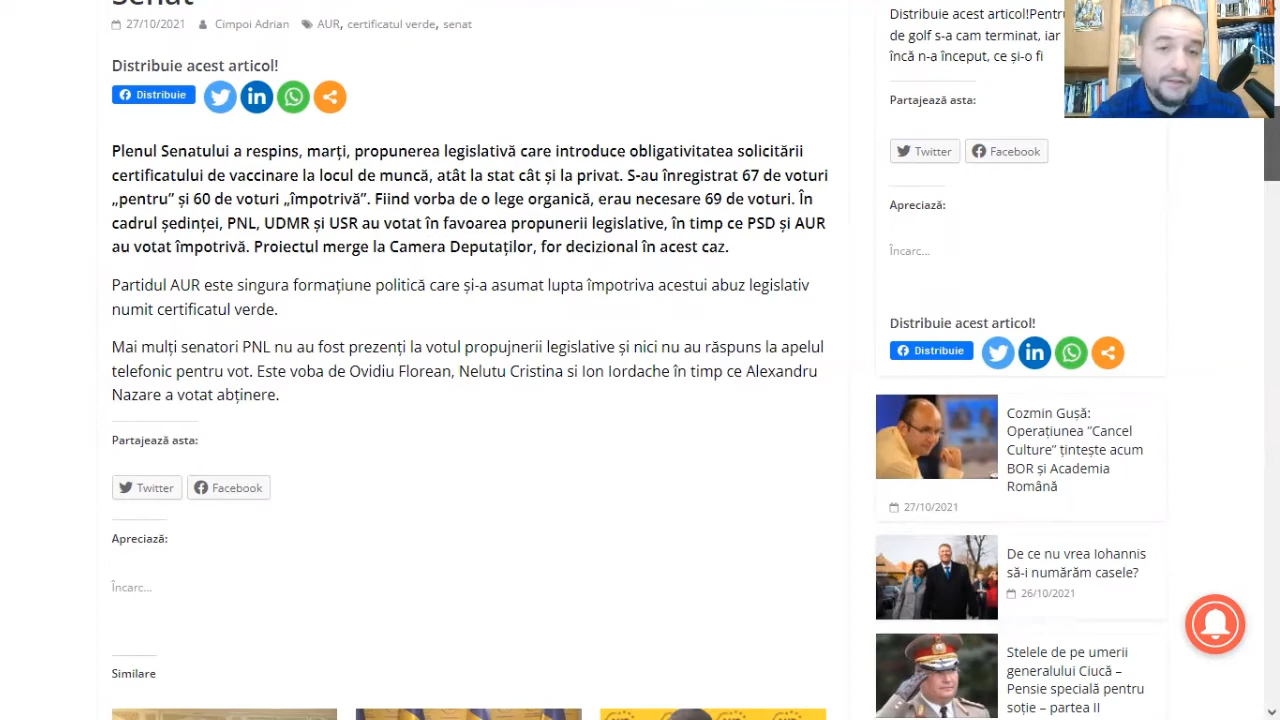 Senat
27/10/2021 Cimpoi Adrian AUR, certificatul verde, senat
Distribuie acest articol!
Distribuie
Plenul Senatului a respins, marți, propunerea legislativă care introduce obligativitatea solicitării
certificatului de vaccinare la locul de muncă, atât la stat cât și la privat. S-au înregistrat 67 de voturi
„pentru” și 60 de voturi „împotrivă”. Fiind vorba de o lege organică, erau necesare 69 de voturi. În
cadrul ședinței, PNL, UDMR și USR au votat în favoarea propunerii legislative, în timp ce PSD și AUR
au votat împotrivă. Proiectul merge la Camera Deputaților, for decizional în acest caz.
Partidul AUR este singura formațiune politică care și-a asumat lupta împotriva acestui abuz legislativ
numit certificatul verde.
Mai mulți senatori PNL nu au fost prezenți la votul propujnerii legislative și nici nu au răspuns la apelul
telefonic pentru vot. Este voba de Ovidiu Florean, Nelutu Cristina si Ion Iordache în timp ce Alexandru
Nazare a votat abținere.
Partajează asta:
Twitter Facebook
Apreciază:
Încarc...
Similare
Distribuie acest articol!Pentru
de golf s-a cam terminat, iar
încă n-a început, ce și-o fi
Partajează asta:
Twitter Facebook
Apreciază:
Încarc...
Distribuie acest articol!
Distribuie
Cozmin Gușă:
Operațiunea ”Cancel
Culture” țintește acum
BOR și Academia
Română
27/10/2021
De ce nu vrea Iohannis
să-i numărăm casele?
26/10/2021
Stelele de pe umerii
generalului Ciucă –
Pensie specială pentru
soție – partea II